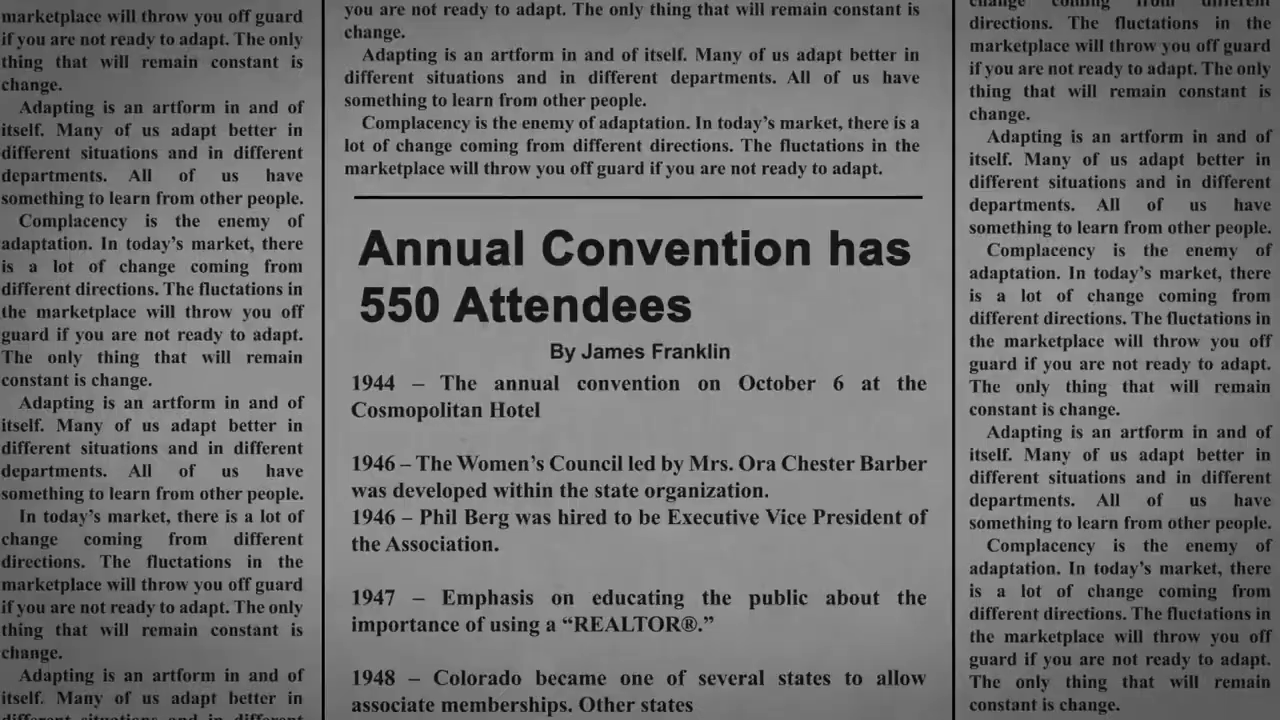 marketplace will throw you off guard
if you are not ready to adapt. The only
thing that will remain constant is
change.
Adapting is an artform in and of
itself. Many of us adapt better in
different situations and in different
departments. All of us have
something to learn from other people.
Complacency is the enemy of
adaptation. In today's market, there
is a lot of change coming from
different directions. The fluctations in
the marketplace will throw you off
guard if you are not ready to adapt.
The only thing that will remain
constant is change.
Adapting is an artform in and of
itself. Many of us adapt better in
different situations and in different
departments. All of us have
something to learn from other people.
In today's market, there is a lot of
change coming from different
directions. The fluctations in the
marketplace will throw you off guard
if you are not ready to adapt. The only
thing that will remain constant is
change.
Adapting is an artform in and of
itself. Many of us adapt better in
different situations and in different
you are not ready to adapt. The only thing that will remain constant is
change.
Adapting is an artform in and of itself. Many of us adapt better in
different situations and in different departments. All of us have
something to learn from other people.
Complacency is the enemy of adaptation. In today's market, there is a
lot of change coming from different directions. The fluctations in the
marketplace will throw you off guard if you are not ready to adapt.
Annual Convention has
550 Attendees
By James Franklin
1944 – The annual convention on October 6 at the
Cosmopolitan Hotel
1946 – The Women's Council led by Mrs. Ora Chester Barber
was developed within the state organization.
1946 – Phil Berg was hired to be Executive Vice President of
the Association.
1947 – Emphasis on educating the public about the
importance of using a “REALTOR®.”
1948 – Colorado became one of several states to allow
associate memberships. Other states
change coming from different
directions. The fluctations in the
marketplace will throw you off guard
if you are not ready to adapt. The only
thing that will remain constant is
change.
Adapting is an artform in and of
itself. Many of us adapt better in
different situations and in different
departments. All of us have
something to learn from other people.
Complacency is the enemy of
adaptation. In today's market, there
is a lot of change coming from
different directions. The fluctations in
the marketplace will throw you off
guard if you are not ready to adapt.
The only thing that will remain
constant is change.
Adapting is an artform in and of
itself. Many of us adapt better in
different situations and in different
departments. All of us have
something to learn from other people.
Complacency is the enemy of
adaptation. In today's market, there
is a lot of change coming from
different directions. The fluctations in
the marketplace will throw you off
guard if you are not ready to adapt.
The only thing that will remain
constant is change.